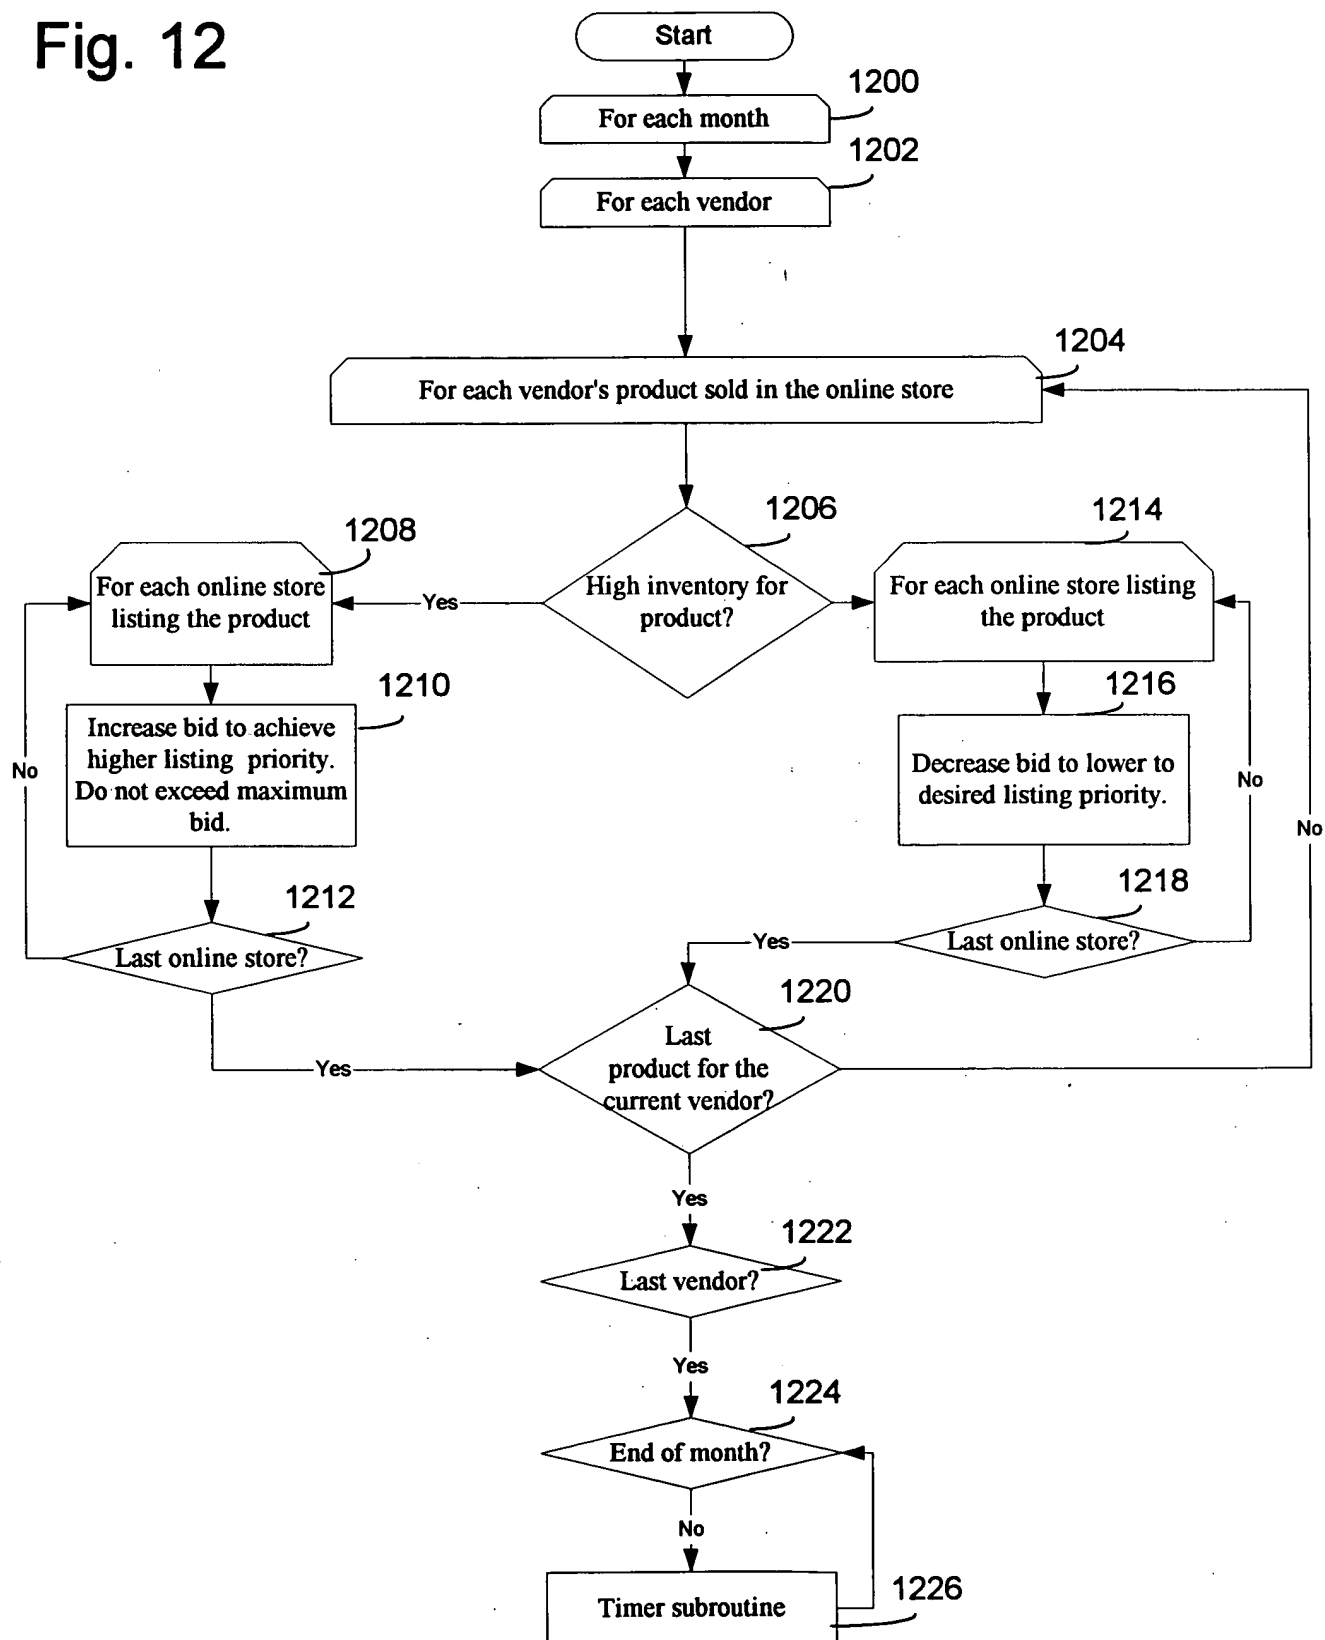 Fig. 12
Start
1200
For each month
1202
For each vendor
1204
For each vendor's product sold in the online store
1206
High inventory for
product?
1208
For each online store
listing the product
Yes
1214
For each online store listing
the product
1210
Increase bid to achieve
higher listing priority.
Do not exceed maximum
bid.
No
1216
Decrease bid to lower to
desired listing priority.
No
No
1212
Last online store?
1218
Last online store?
Yes
1220
Last
product for the
current vendor?
Yes
Yes
1222
Last vendor?
Yes
1224
End of month?
No
1226
Timer subroutine